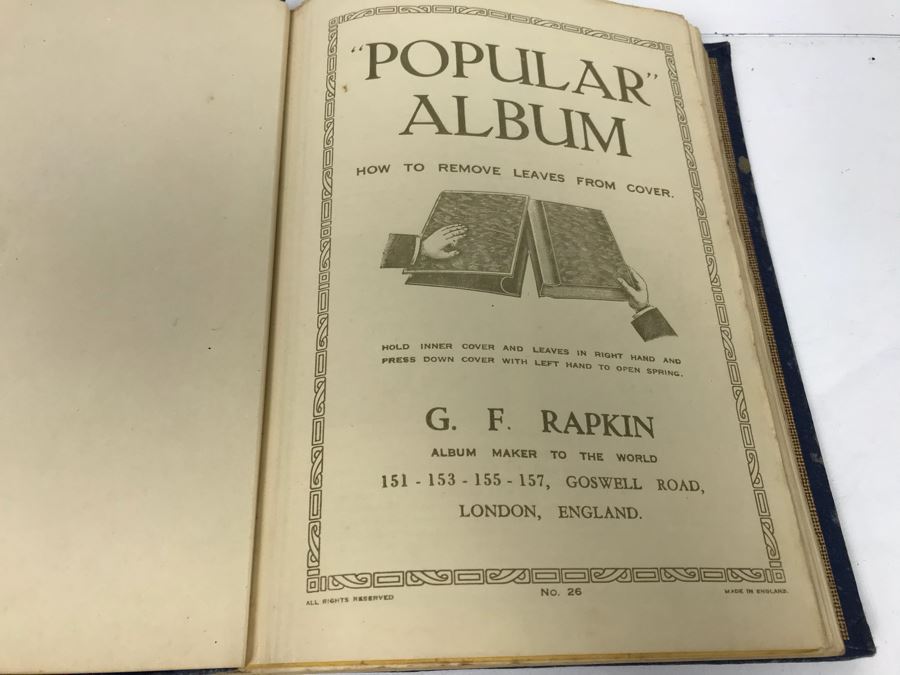 "POPULAR"
ALBUM
HOW TO REMOVE LEAVES FROM COVER.
HOLD INNER COVER AND LEAVES IN RIGHT HAND AND
PRESS DOWN COVER WITH LEFT HAND TO OPEN SPRING.
G. F. RAPKIN
ALBUM MAKER TO THE WORLD
151 - 153 - 155 - 157, GOSWELL ROAD,
LONDON, ENGLAND.
ALL RIGHTS RESERVED
No. 26
MADE IN ENGLAND.